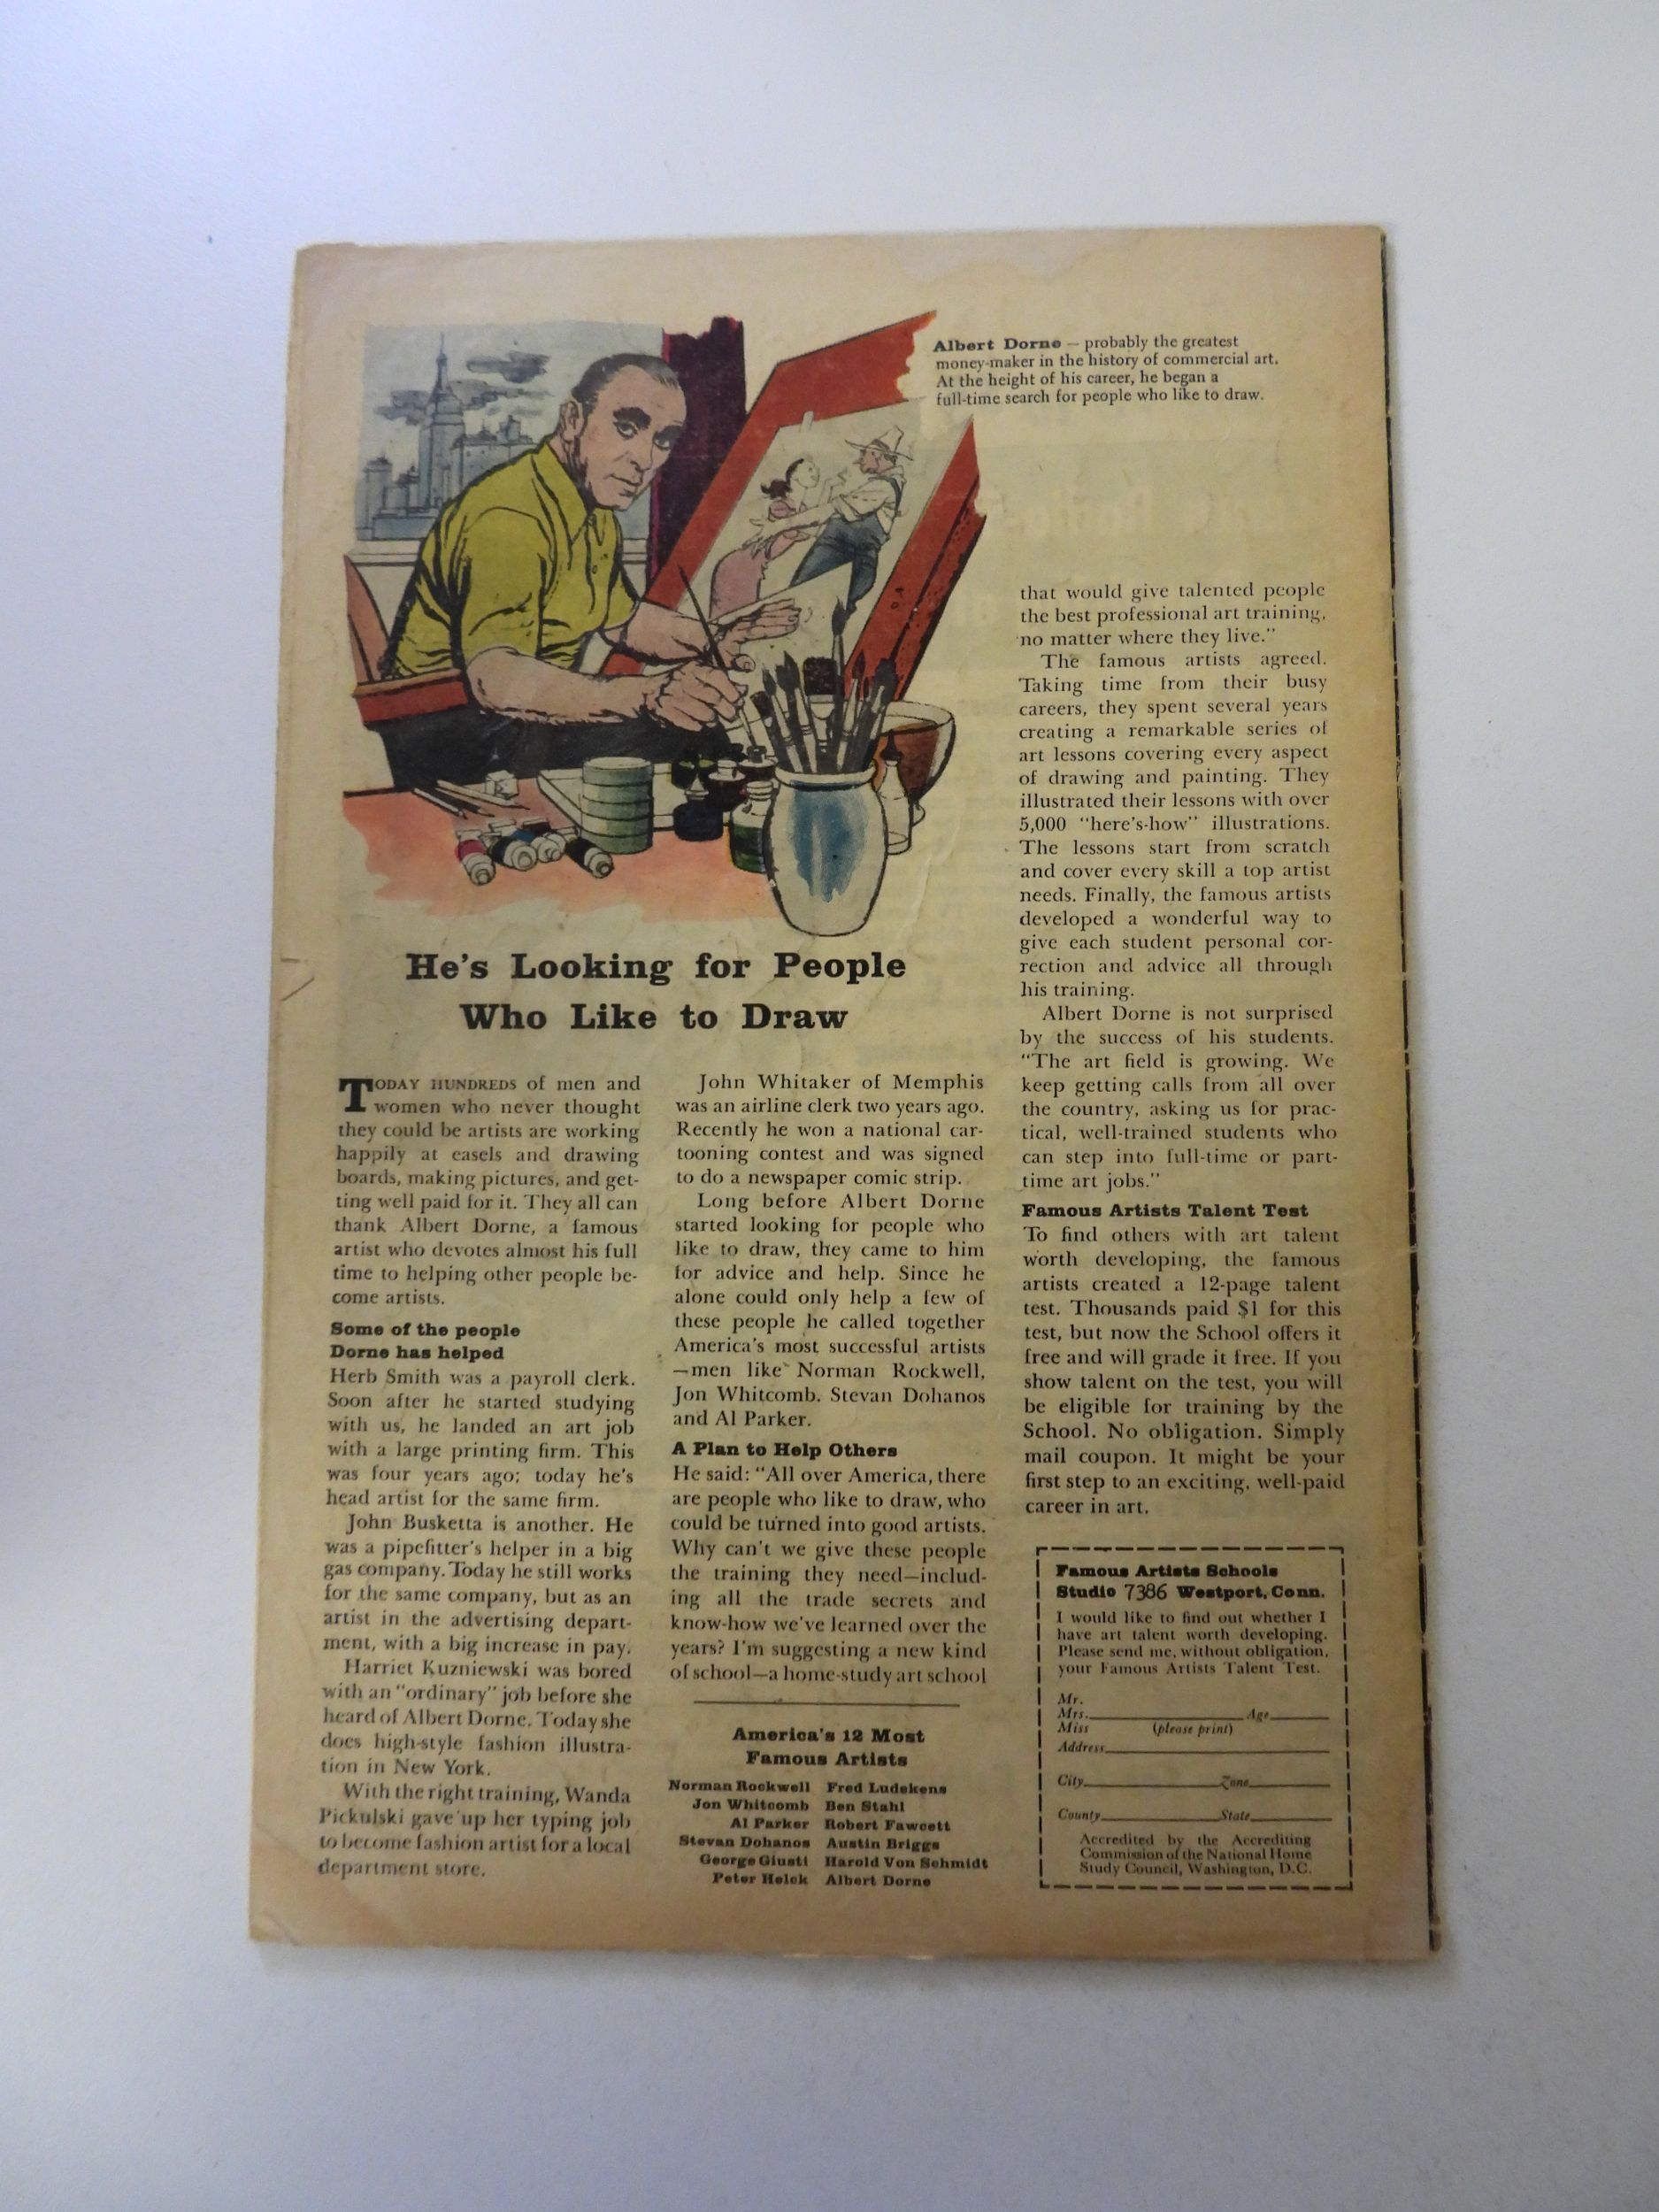 Albert Dorne — probably the greatest
money-maker in the history of commercial art.
At the height of his career, he began a
full-time search for people who like to draw.
He's Looking for People
Who Like to Draw
TODAY HUNDREDS of men and
women who never thought
they could be artists are working
happily at easels and drawing
boards, making pictures, and get-
ting well paid for it. They all can
thank Albert Dorne, a famous
artist who devotes almost his full
time to helping other people be-
come artists.
Some of the people
Dorne has helped
Herb Smith was a payroll clerk.
Soon after he started studying
with us, he landed an art job
with a large printing firm. This
was four years ago; today he's
head artist for the same firm.
John Busketta is another. He
was a pipefitter's helper in a big
gas company. Today he still works
for the same company, but as an
artist in the advertising depart-
ment, with a big increase in pay.
Harriet Kuzniewski was bored
with an "ordinary" job before she
heard of Albert Dorne. Today she
does high-style fashion illustra-
tion in New York.
With the right training, Wanda
Pickulski gave up her typing job
to become fashion artist for a local
department store.
John Whitaker of Memphis
was an airline clerk two years ago.
Recently he won a national car-
tooning contest and was signed
to do a newspaper comic strip.
Long before Albert Dorne
started looking for people who
like to draw, they came to him
for advice and help. Since he
alone could only help a few of
these people he called together
America's most successful artists
—men like Norman Rockwell,
Jon Whitcomb. Stevan Dohanos
and Al Parker.
A Plan to Help Others
He said: "All over America, there
are people who like to draw, who
could be turned into good artists.
Why can't we give these people
the training they need—includ-
ing all the trade secrets and
know-how we've learned over the
years? I'm suggesting a new kind
of school—a home-study art school
America's 12 Most
Famous Artists
Norman Rockwell Fred Ludekens
Jon Whitcomb Ben Stahl
Al Parker Robert Fawcett
Stevan Dohanos Austin Briggs
George Giusti Harold Von Schmidt
Peter Helck Albert Dorne
that would give talented people
the best professional art training,
no matter where they live."
The famous artists agreed.
Taking time from their busy
careers, they spent several years
creating a remarkable series of
art lessons covering every aspect
of drawing and painting. They
illustrated their lessons with over
5,000 "here's-how" illustrations.
The lessons start from scratch
and cover every skill a top artist
needs. Finally, the famous artists
developed a wonderful way to
give each student personal cor-
rection and advice all through
his training.
Albert Dorne is not surprised
by the success of his students.
"The art field is growing. We
keep getting calls from all over
the country, asking us for prac-
tical, well-trained students who
can step into full-time or part-
time art jobs."
Famous Artists Talent Test
To find others with art talent
worth developing, the famous
artists created a 12-page talent
test. Thousands paid $1 for this
test, but now the School offers it
free and will grade it free. If you
show talent on the test, you will
be eligible for training by the
School. No obligation. Simply
mail coupon. It might be your
first step to an exciting, well-paid
career in art.
Famous Artists Schools
Studio 7386 Westport, Conn.
I would like to find out whether I
have art talent worth developing.
Please send me, without obligation,
your Famous Artists Talent Test.
Mr.
Mrs. Age
Miss (please print)
Address
City Zone
County State
Accredited by the Accrediting
Commission of the National Home
Study Council, Washington, D.C.